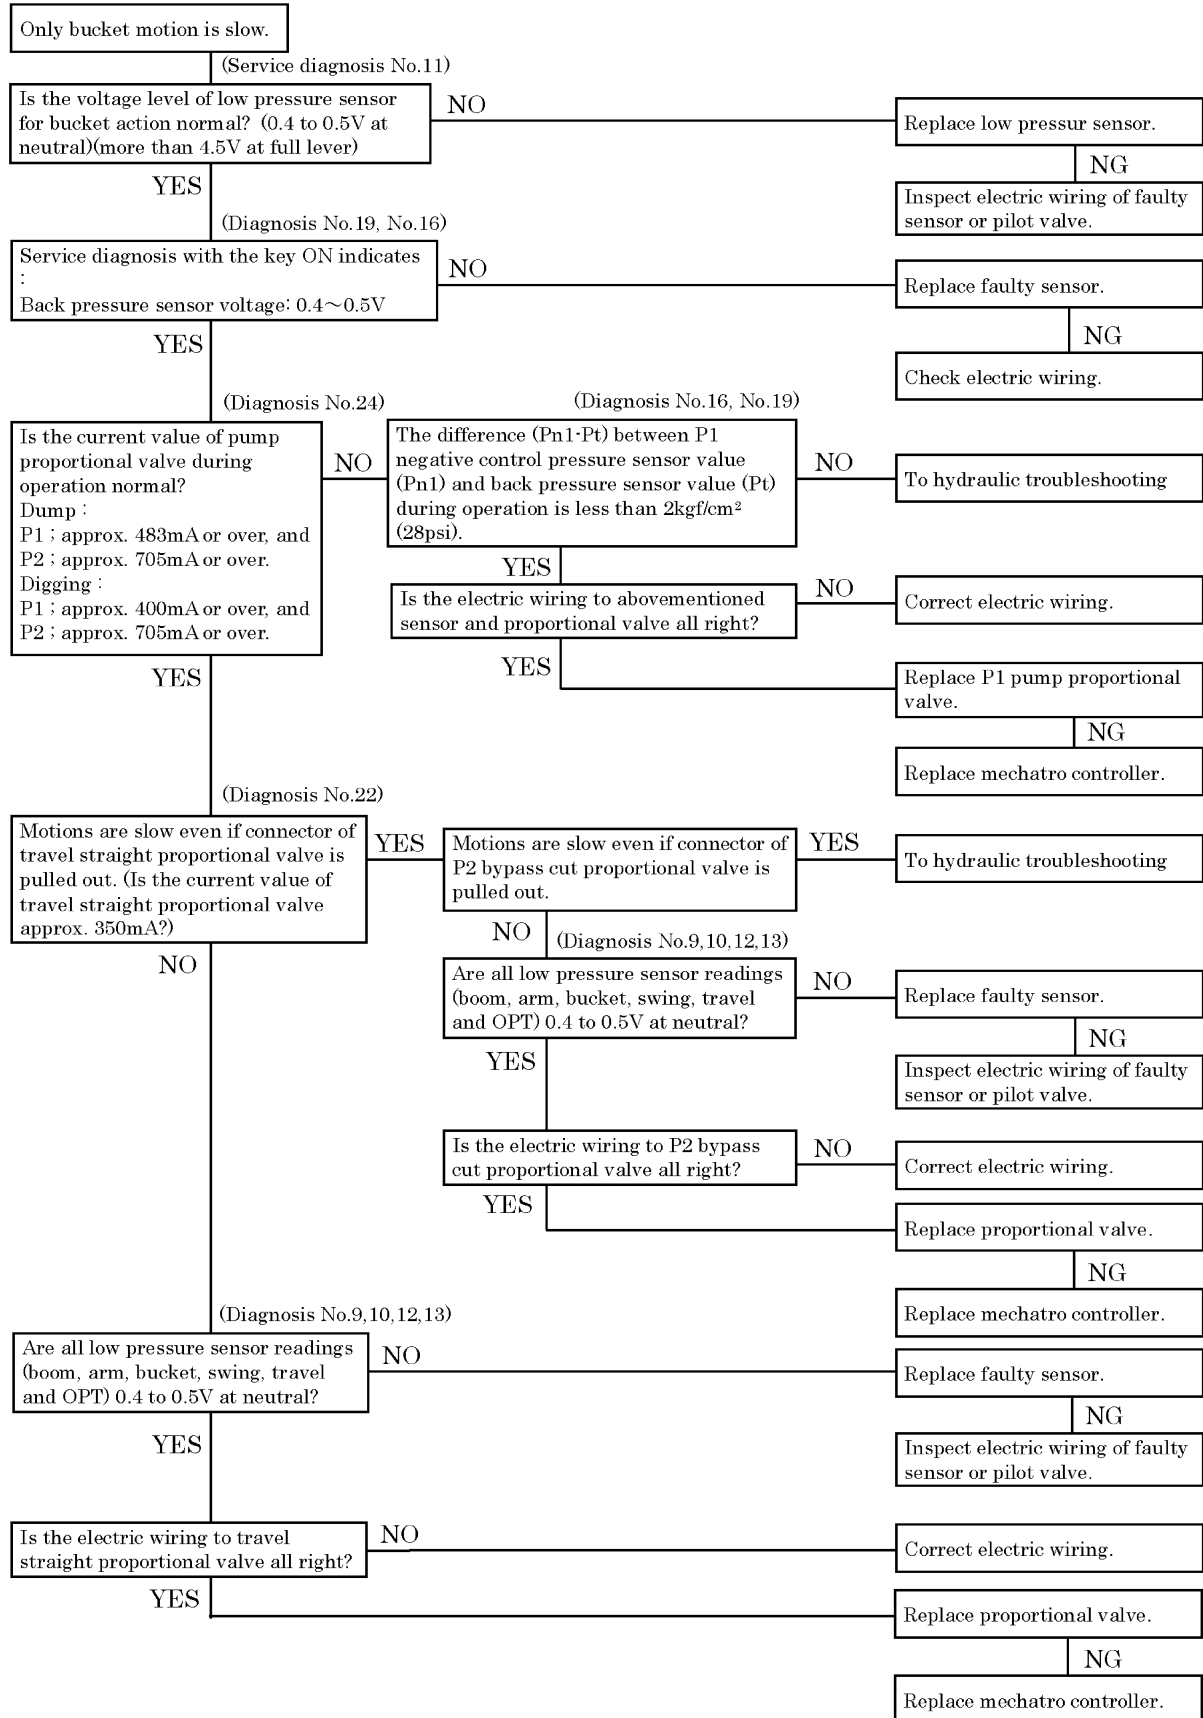 Only bucket motion is slow.
(Service diagnosis No.11)
Is the voltage level of low pressure sensor
for bucket action normal? (0.4 to 0.5V at
neutral)(more than 4.5V at full lever)
NO
Replace low pressur sensor.
NG
Inspect electric wiring of faulty
sensor or pilot valve.
YES
(Diagnosis No.19, No.16)
Service diagnosis with the key ON indicates
:
Back pressure sensor voltage: 0.4～0.5V
NO
Replace faulty sensor.
NG
Check electric wiring.
YES
(Diagnosis No.24)
Is the current value of pump
proportional valve during
operation normal?
Dump :
P1 ; approx. 483mA or over, and
P2 ; approx. 705mA or over.
Digging :
P1 ; approx. 400mA or over, and
P2 ; approx. 705mA or over.
NO
(Diagnosis No.16, No.19)
The difference (Pn1-Pt) between P1
negative control pressure sensor value
(Pn1) and back pressure sensor value (Pt)
during operation is less than 2kgf/cm²
(28psi).
NO
To hydraulic troubleshooting
YES
Is the electric wiring to abovementioned
sensor and proportional valve all right?
NO
Correct electric wiring.
YES
Replace P1 pump proportional
valve.
NG
Replace mechatro controller.
YES
(Diagnosis No.22)
Motions are slow even if connector of
travel straight proportional valve is
pulled out. (Is the current value of
travel straight proportional valve
approx. 350mA?)
YES
Motions are slow even if connector of
P2 bypass cut proportional valve is
pulled out.
YES
To hydraulic troubleshooting
NO
(Diagnosis No.9,10,12,13)
Are all low pressure sensor readings
(boom, arm, bucket, swing, travel
and OPT) 0.4 to 0.5V at neutral?
NO
Replace faulty sensor.
NG
Inspect electric wiring of faulty
sensor or pilot valve.
YES
Is the electric wiring to P2 bypass
cut proportional valve all right?
NO
Correct electric wiring.
YES
Replace proportional valve.
NG
Replace mechatro controller.
NO
(Diagnosis No.9,10,12,13)
Are all low pressure sensor readings
(boom, arm, bucket, swing, travel
and OPT) 0.4 to 0.5V at neutral?
NO
Replace faulty sensor.
NG
Inspect electric wiring of faulty
sensor or pilot valve.
YES
Is the electric wiring to travel
straight proportional valve all right?
NO
Correct electric wiring.
YES
Replace proportional valve.
NG
Replace mechatro controller.